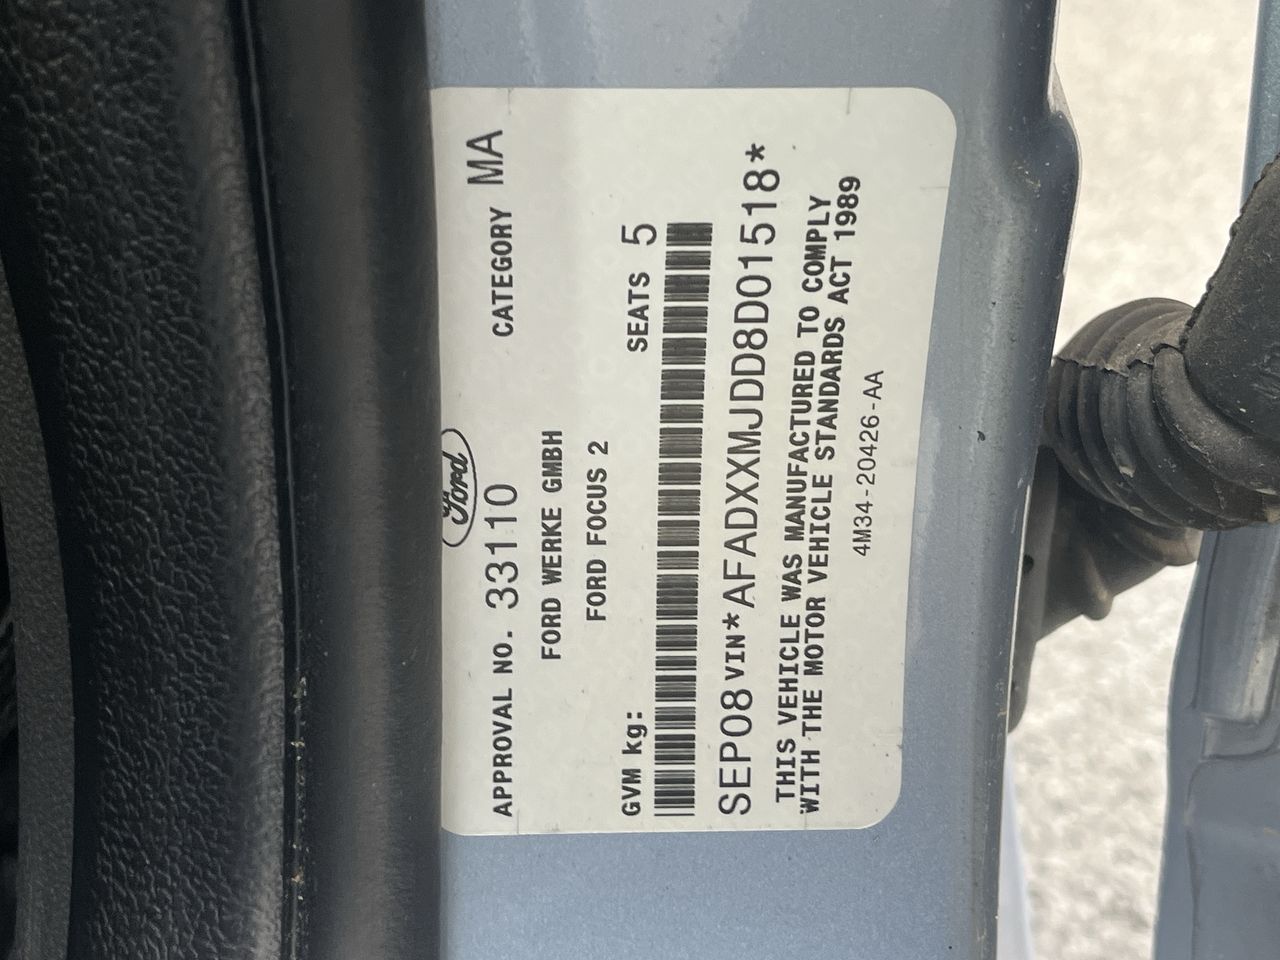 Ford
APPROVAL NO. 33110 CATEGORY MA
FORD WERKE GMBH
FORD FOCUS 2
GVM kg: SEATS 5
SEP08 VIN*AFADXXMJDD8D01518*
THIS VEHICLE WAS MANUFACTURED TO COMPLY
WITH THE MOTOR VEHICLE STANDARDS ACT 1989
4M34-20426-AA